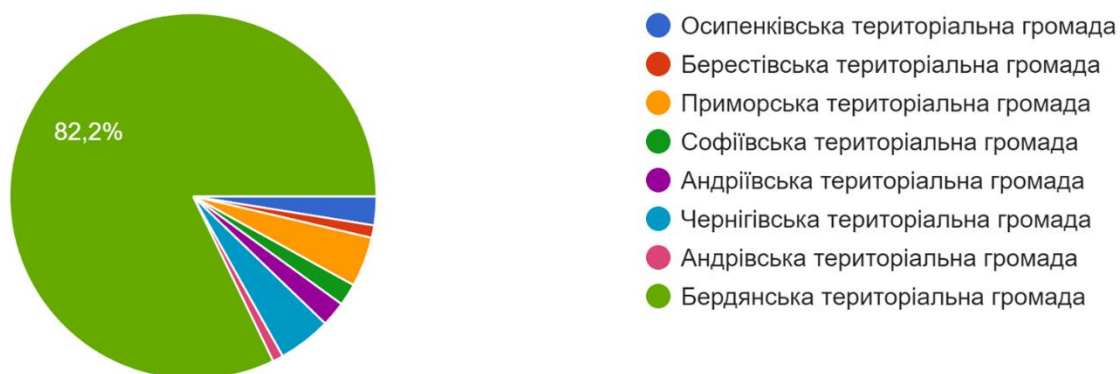 82,2%
Осипенківська територіальна громада
Берестівська територіальна громада
Приморська територіальна громада
Софіївська територіальна громада
Андріївська територіальна громада
Чернігівська територіальна громада
Андрівська територіальна громада
Бердянська територіальна громада